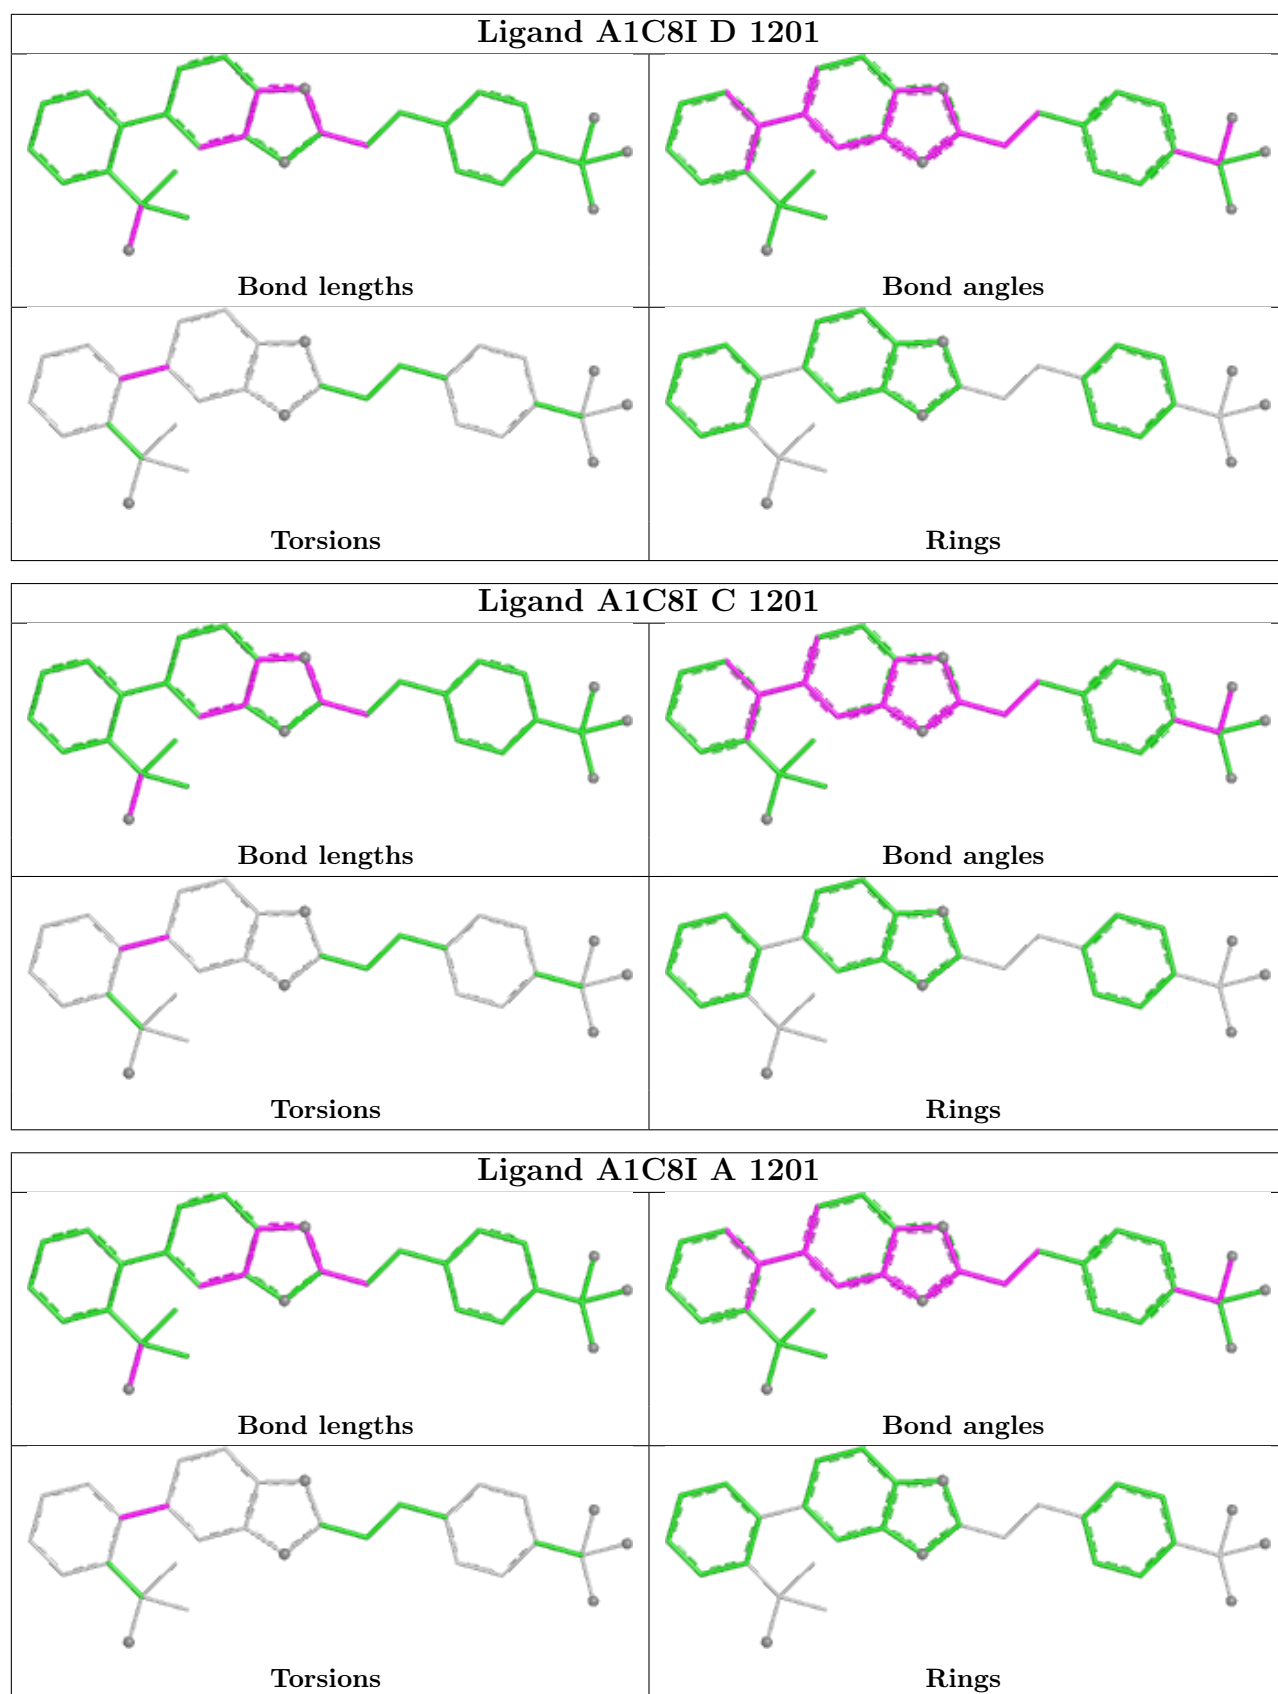 Ligand A1C8I D 1201
Bond lengths
Bond angles
Torsions
Rings
Ligand A1C8I C 1201
Bond lengths
Bond angles
Torsions
Rings
Ligand A1C8I A 1201
Bond lengths
Bond angles
Torsions
Rings